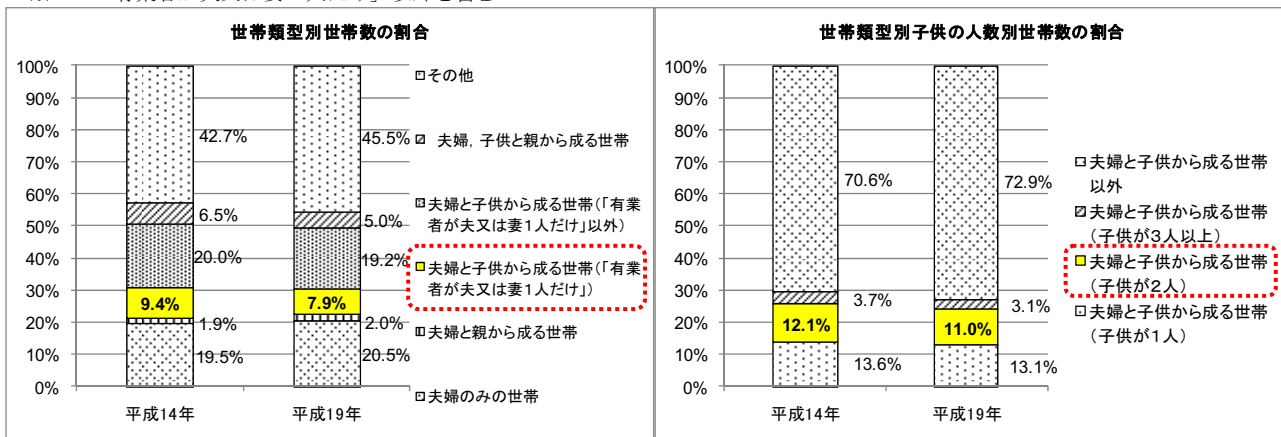 世帯類型別世帯数の割合
100%
90%
80%
70%
60%
50%
40%
30%
20%
10%
0%
42.7%
6.5%
20.0%
9.4%
1.9%
19.5%
45.5%
5.0%
19.2%
7.9%
2.0%
20.5%
平成14年
平成19年
その他
夫婦，子供と親から成る世帯
夫婦と子供から成る世帯(「有業
者が夫又は妻1人だけ」以外)
夫婦と子供から成る世帯(「有業
者が夫又は妻1人だけ」)
夫婦と親から成る世帯
夫婦のみの世帯
世帯類型別子供の人数別世帯数の割合
100%
90%
80%
70%
60%
50%
40%
30%
20%
10%
0%
70.6%
3.7%
12.1%
13.6%
72.9%
3.1%
11.0%
13.1%
平成14年
平成19年
夫婦と子供から成る世帯
以外
夫婦と子供から成る世帯
(子供が3人以上)
夫婦と子供から成る世帯
(子供が2人)
夫婦と子供から成る世帯
(子供が1人)